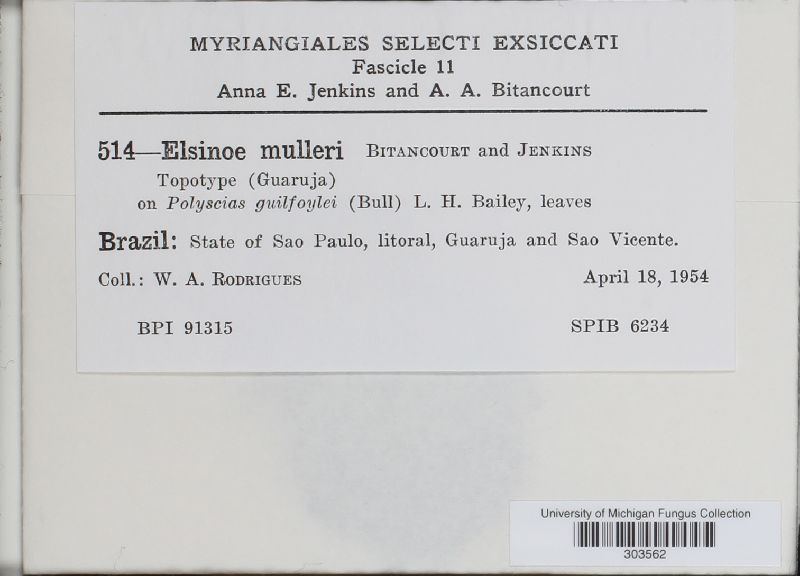 MYRIANGIALES SELECTI EXSICCATI
Fascicle 11
Anna E. Jenkins and A. A. Bitancourt
514—Elsinoe mulleri BITANCOURT and JENKINS
Topotype (Guaruja)
on Polyscias guilfoylei (Bull) L. H. Bailey, leaves
Brazil: State of Sao Paulo, litoral, Guaruja and Sao Vicente.
Coll.: W. A. RODRIGUES April 18, 1954
BPI 91315 SPIB 6234
University of Michigan Fungus Collection
303562